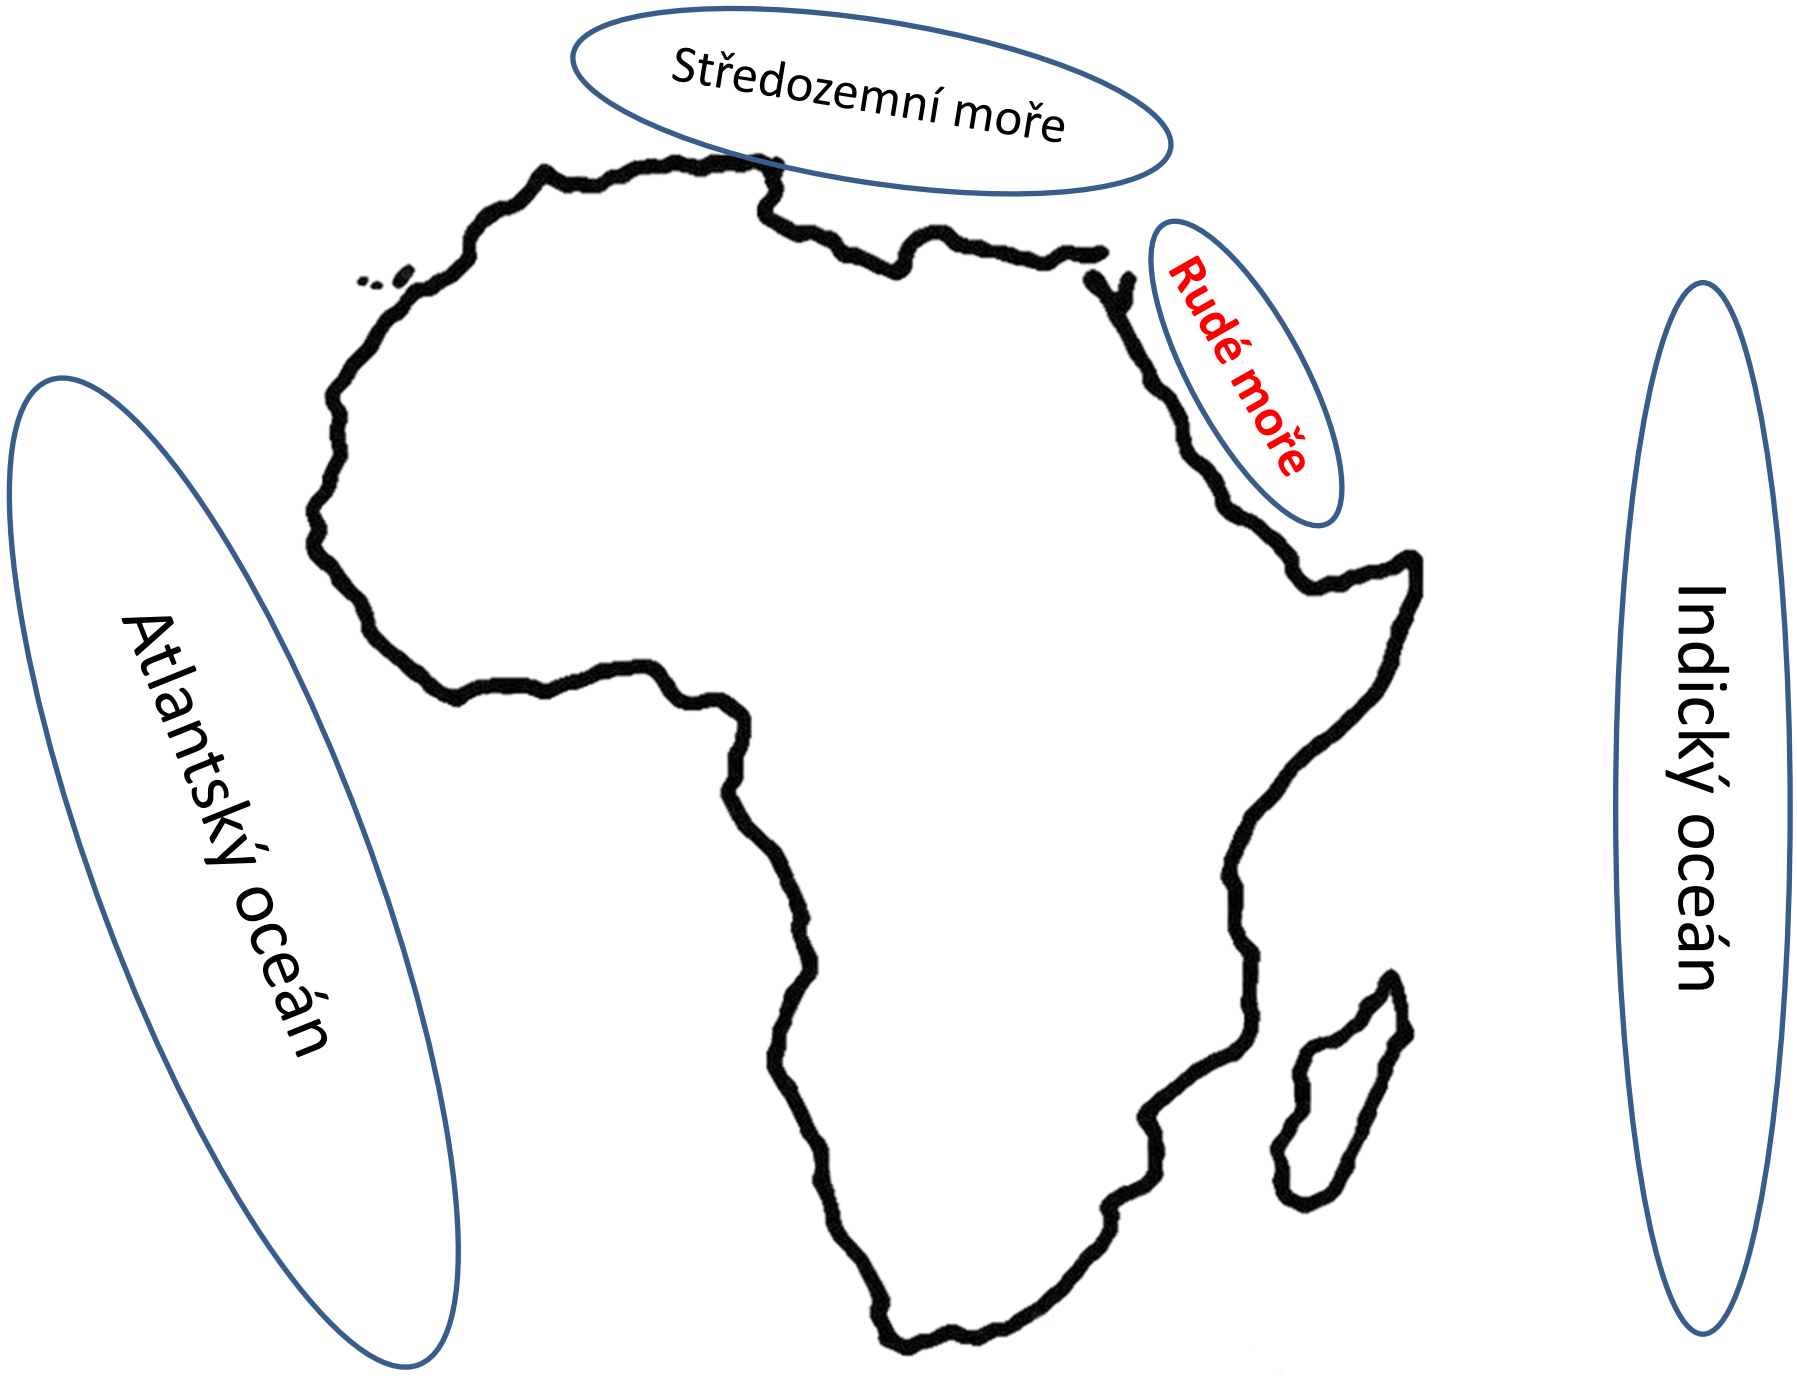 Středozemní moře
Rudé moře
Atlantský oceán
Indický oceán